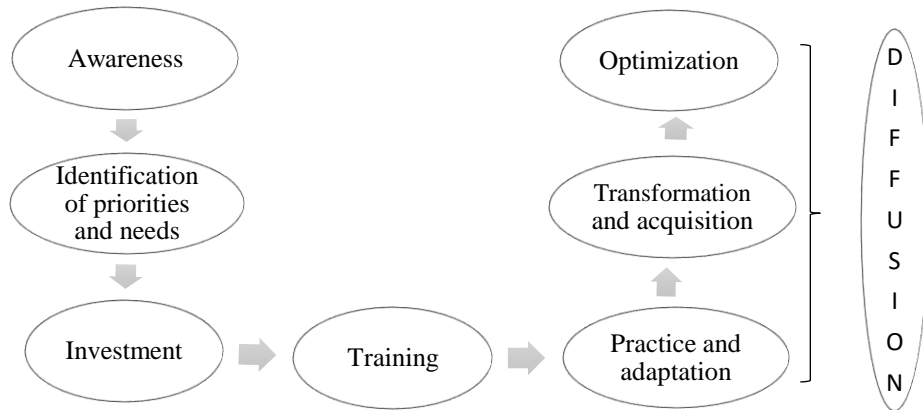 Awareness
Identification
of priorities
and needs
Investment
Training
Practice and
adaptation
Transformation
and acquisition
Optimization
D
I
F
F
U
S
I
O
N